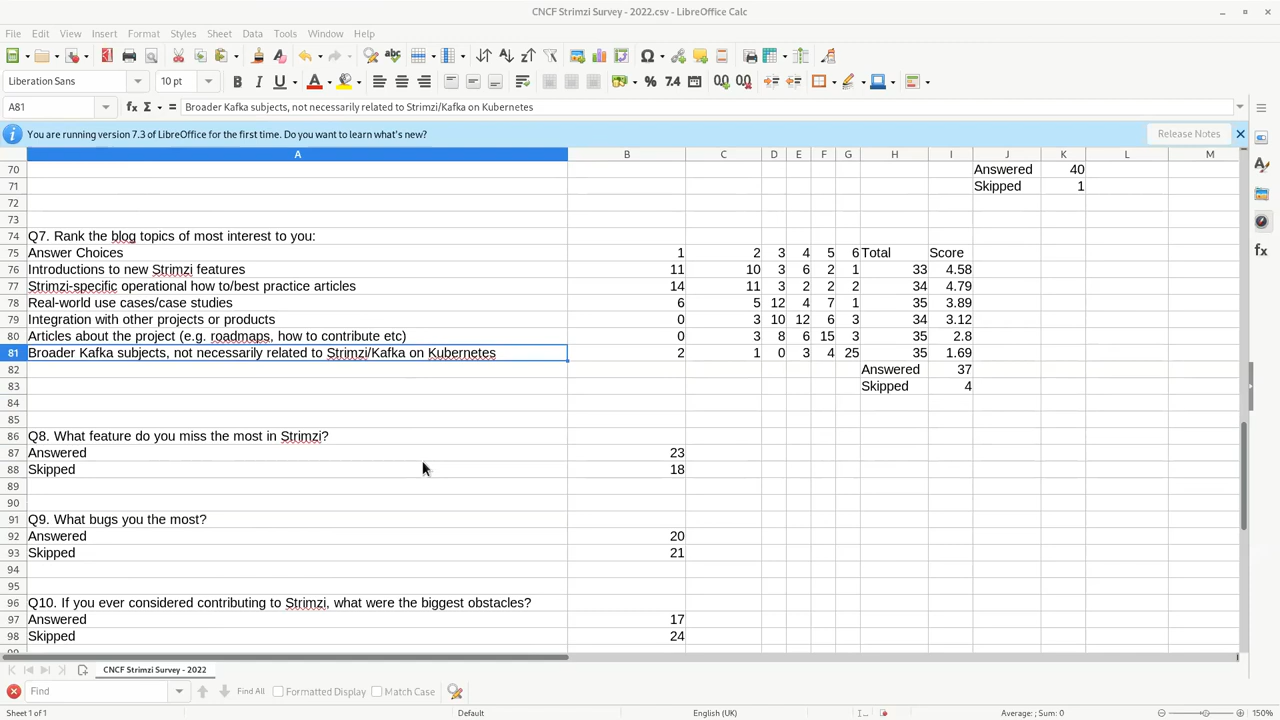 CNCF Strimzi Survey - 2022.csv - LibreOffice Calc
File Edit View Insert Format Styles Sheet Data Tools Window Help
Liberation Sans 10 pt B I U A % 7.4
A81 fx Σ = Broader Kafka subjects, not necessarily related to Strimzi/Kafka on Kubernetes
You are running version 7.3 of LibreOffice for the first time. Do you want to learn what's new? Release Notes
A B C D E F G H I J K L M
70 Answered 40
71 Skipped 1
72
73
74 Q7. Rank the blog topics of most interest to you:
75 Answer Choices 1 2 3 4 5 6 Total Score
76 Introductions to new Strimzi features 11 10 3 6 2 1 33 4.58
77 Strimzi-specific operational how to/best practice articles 14 11 3 2 2 2 34 4.79
78 Real-world use cases/case studies 6 5 12 4 7 1 35 3.89
79 Integration with other projects or products 0 3 10 12 6 3 34 3.12
80 Articles about the project (e.g. roadmaps, how to contribute etc) 0 3 8 6 15 3 35 2.8
81 Broader Kafka subjects, not necessarily related to Strimzi/Kafka on Kubernetes 2 1 0 3 4 25 35 1.69
82 Answered 37
83 Skipped 4
84
85
86 Q8. What feature do you miss the most in Strimzi?
87 Answered 23
88 Skipped 18
89
90
91 Q9. What bugs you the most?
92 Answered 20
93 Skipped 21
94
95
96 Q10. If you ever considered contributing to Strimzi, what were the biggest obstacles?
97 Answered 17
98 Skipped 24
CNCF Strimzi Survey - 2022
Find Find All Formatted Display Match Case
Sheet 1 of 1 Default English (UK) Average: ; Sum: 0 150%